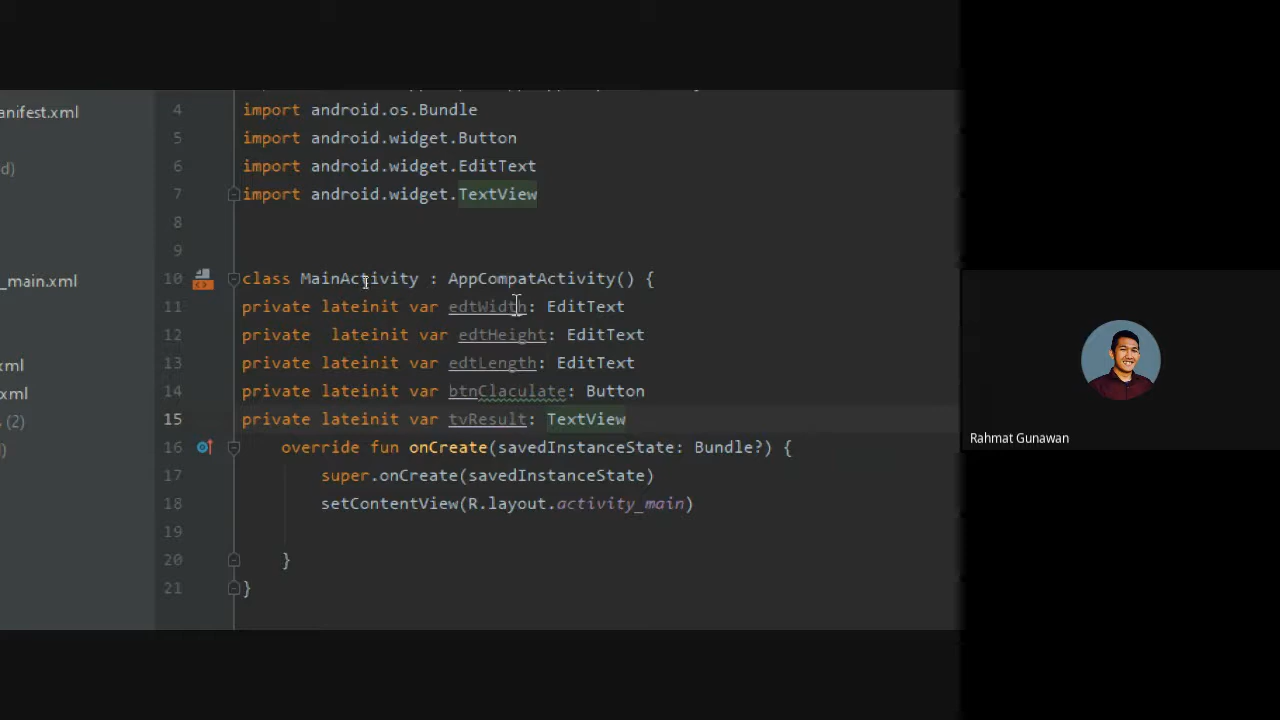 anifest.xml
d)
_main.xml
xml
xml
s (2)
)
4 import android.os.Bundle
5 import android.widget.Button
6 import android.widget.EditText
7 import android.widget.TextView
8
9
10 class MainActivity : AppCompatActivity() {
11 private lateinit var edtWidth: EditText
12 private  lateinit var edtHeight: EditText
13 private lateinit var edtLength: EditText
14 private lateinit var btnClaculate: Button
15 private lateinit var tvResult: TextView
16     override fun onCreate(savedInstanceState: Bundle?) {
17         super.onCreate(savedInstanceState)
18         setContentView(R.layout.activity_main)
19
20     }
21 }
Rahmat Gunawan